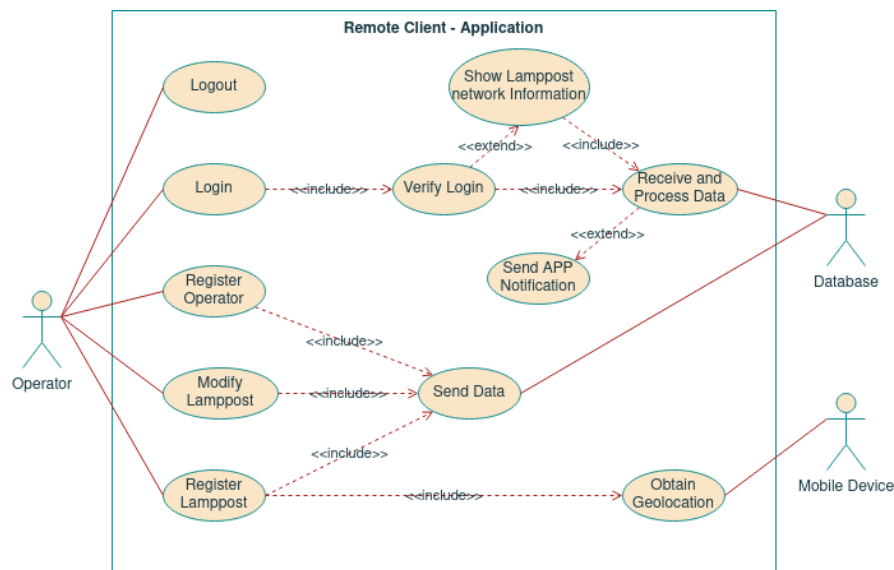 Remote Client - Application
Logout
Show Lamppost
network Information
<<extend>>
<<include>>
Login
<<include>>
Verify Login
<<include>>
Receive and
Process Data
<<extend>>
Send APP
Notification
Database
Register
Operator
<<include>>
Operator
Modify
Lamppost
<<include>>
Send Data
<<include>>
Register
Lamppost
<<include>>
Obtain
Geolocation
Mobile Device